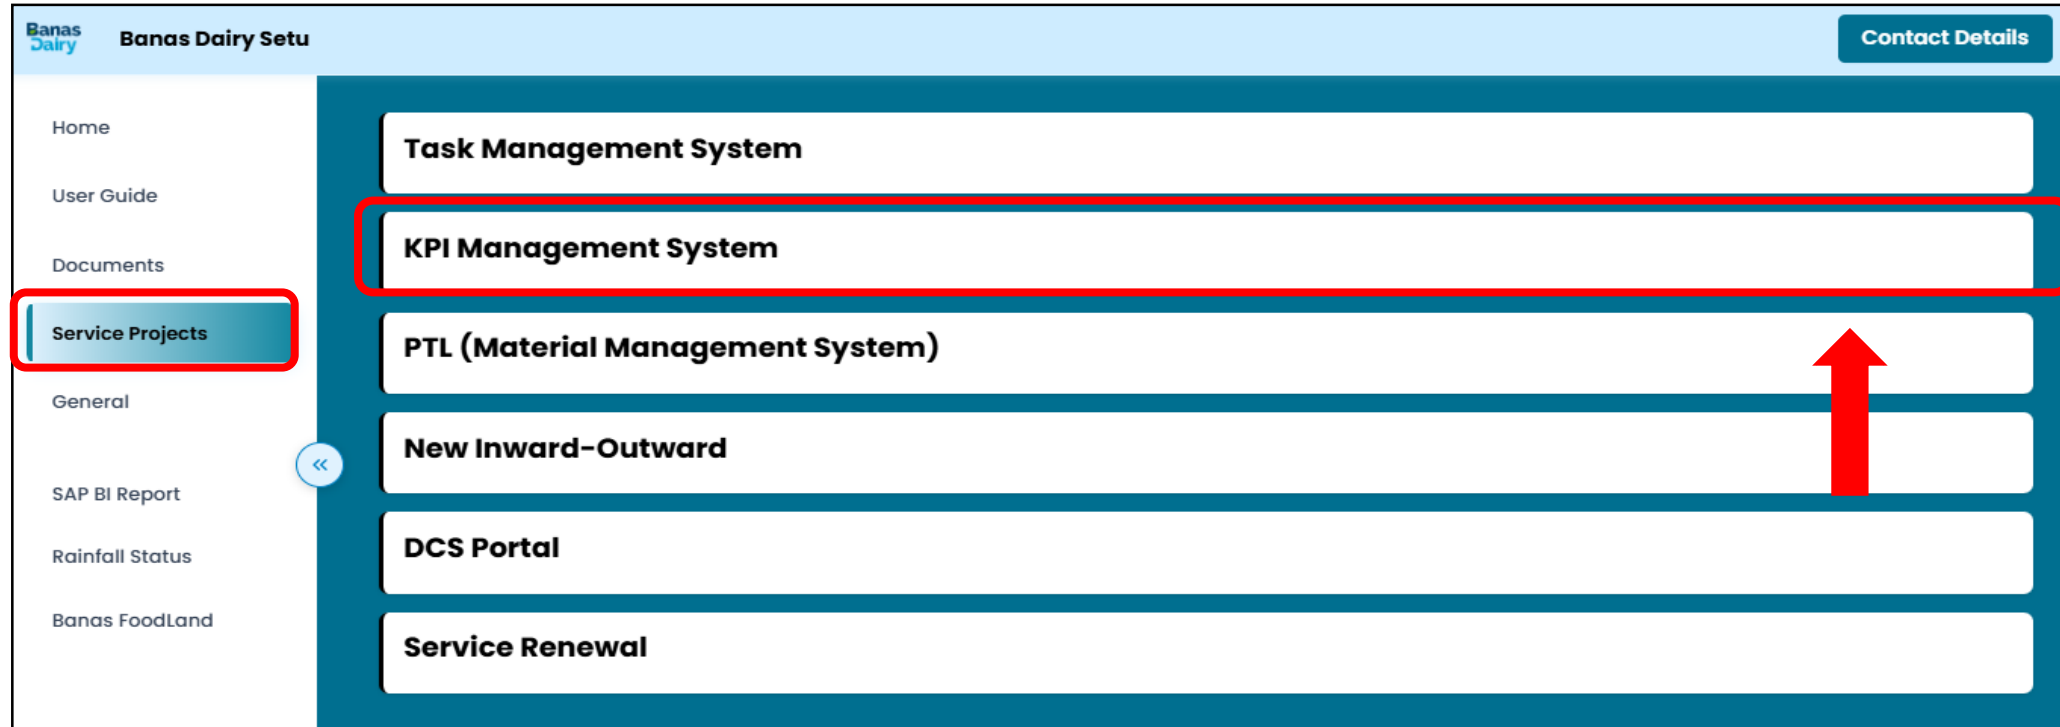 Banas
Dairy
Banas Dairy Setu
Contact Details
Home
User Guide
Documents
Service Projects
General
SAP BI Report
Rainfall Status
Banas FoodLand
Task Management System
KPI Management System
PTL (Material Management System)
New Inward-Outward
DCS Portal
Service Renewal